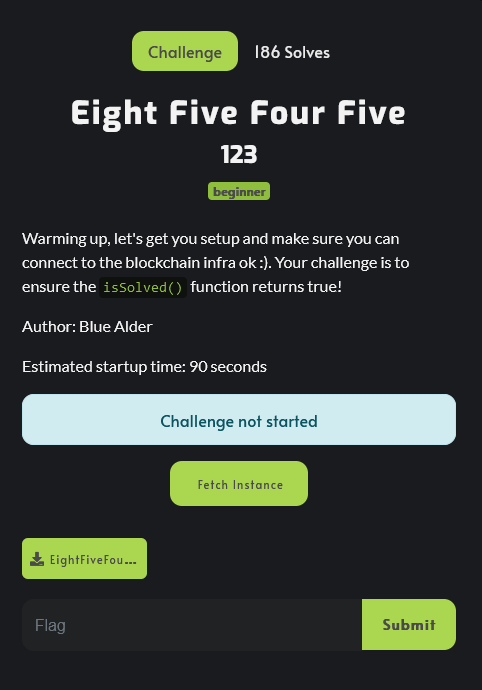 Challenge 186 Solves
Eight Five Four Five
123
beginner
Warming up, let's get you setup and make sure you can
connect to the blockchain infra ok :). Your challenge is to
ensure the isSolved() function returns true!
Author: Blue Alder
Estimated startup time: 90 seconds
Challenge not started
Fetch Instance
EightFiveFou...
Flag Submit